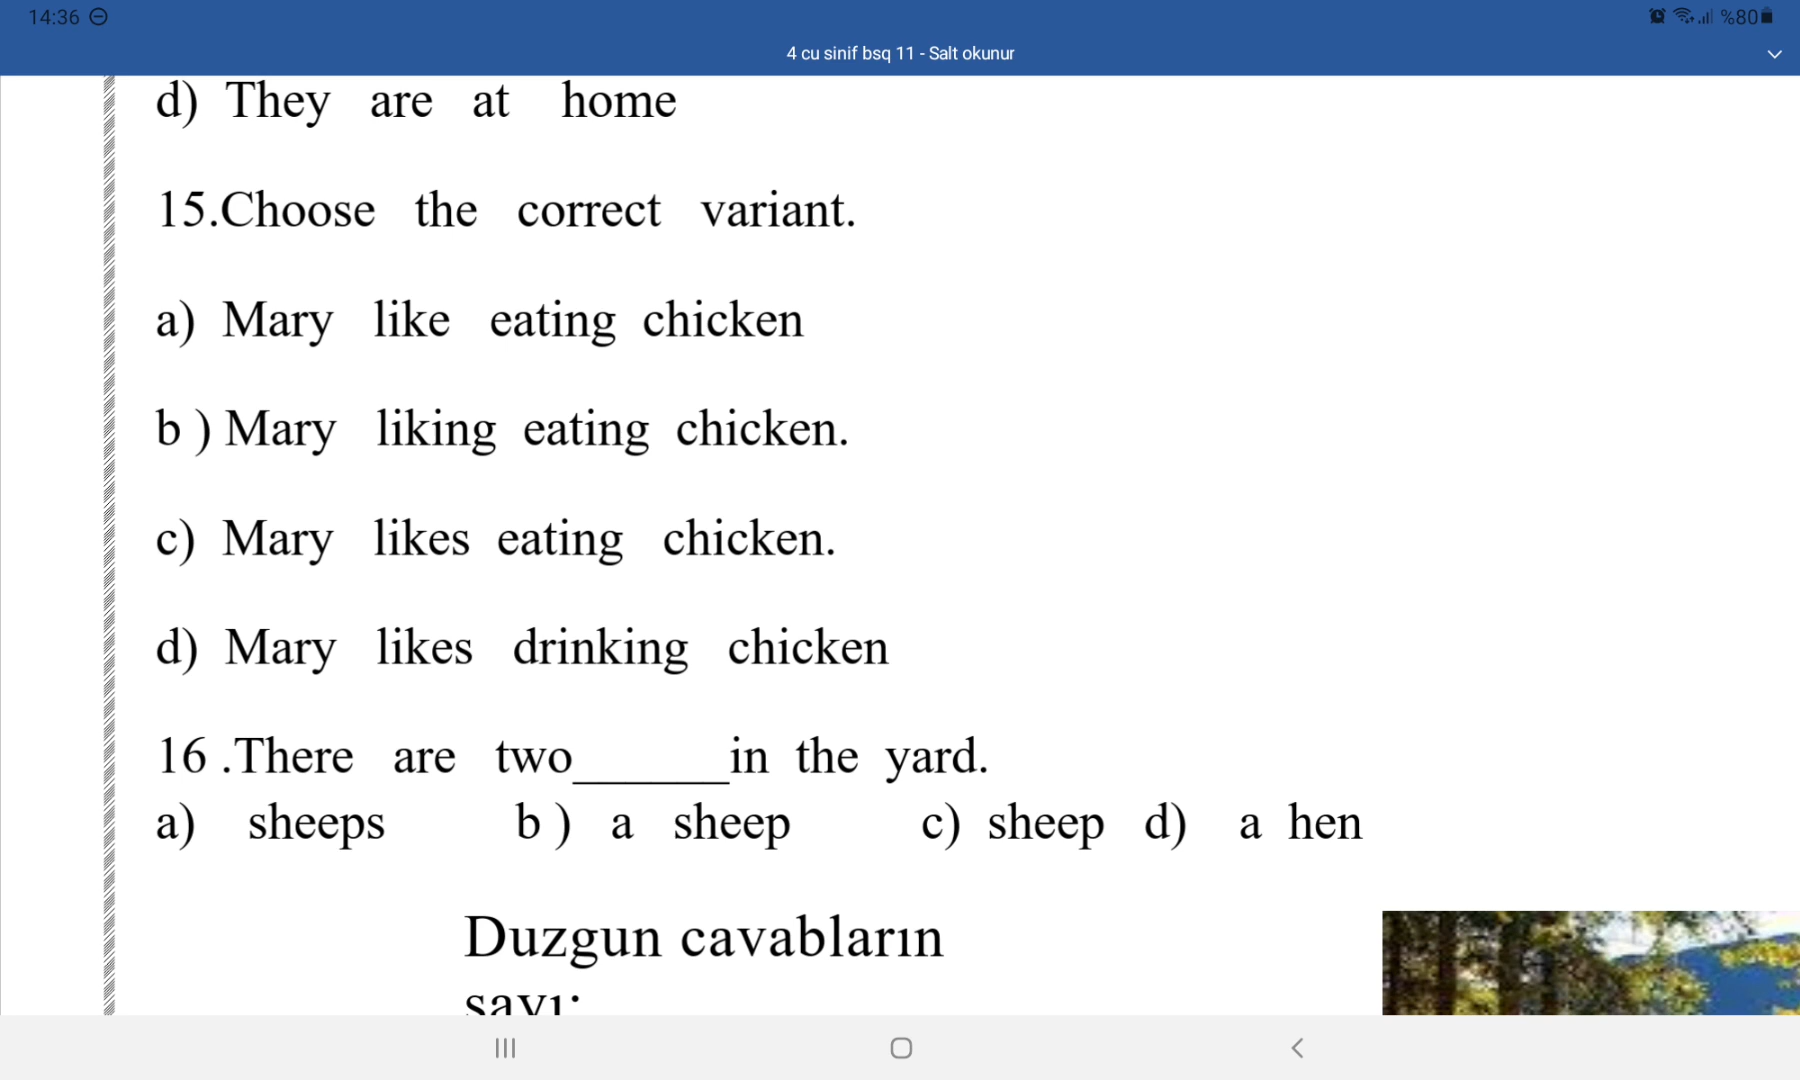 14:36
%80
4 cu sinif bsq 11 - Salt okunur
d) They are at home
15.Choose the correct variant.
a) Mary like eating chicken
b ) Mary liking eating chicken.
c) Mary likes eating chicken.
d) Mary likes drinking chicken
16 .There are two______in the yard.
a) sheeps b ) a sheep c) sheep d) a hen
Duzgun cavabların
sayı: